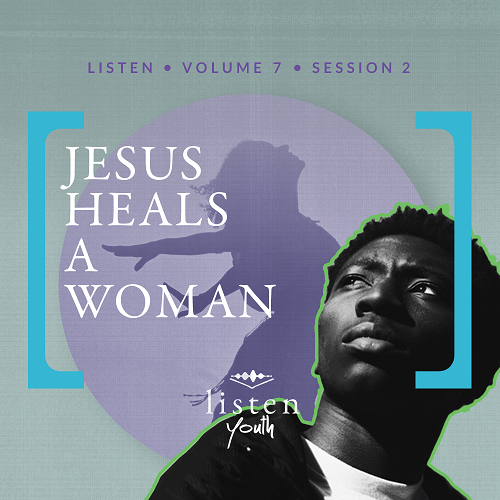 LISTEN • VOLUME 7 • SESSION 2
JESUS
HEALS
A
WOMAN
listen
youth